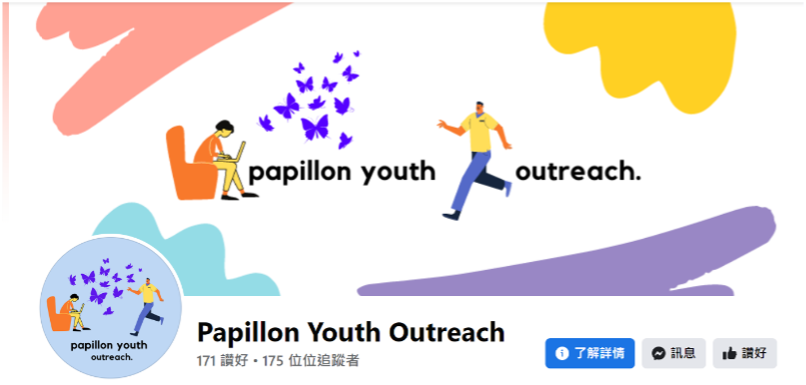 papillon youth outreach.
papillon youth
outreach.
Papillon Youth Outreach
171 讚好 • 175 位位追蹤者
了解詳情 訊息 讚好